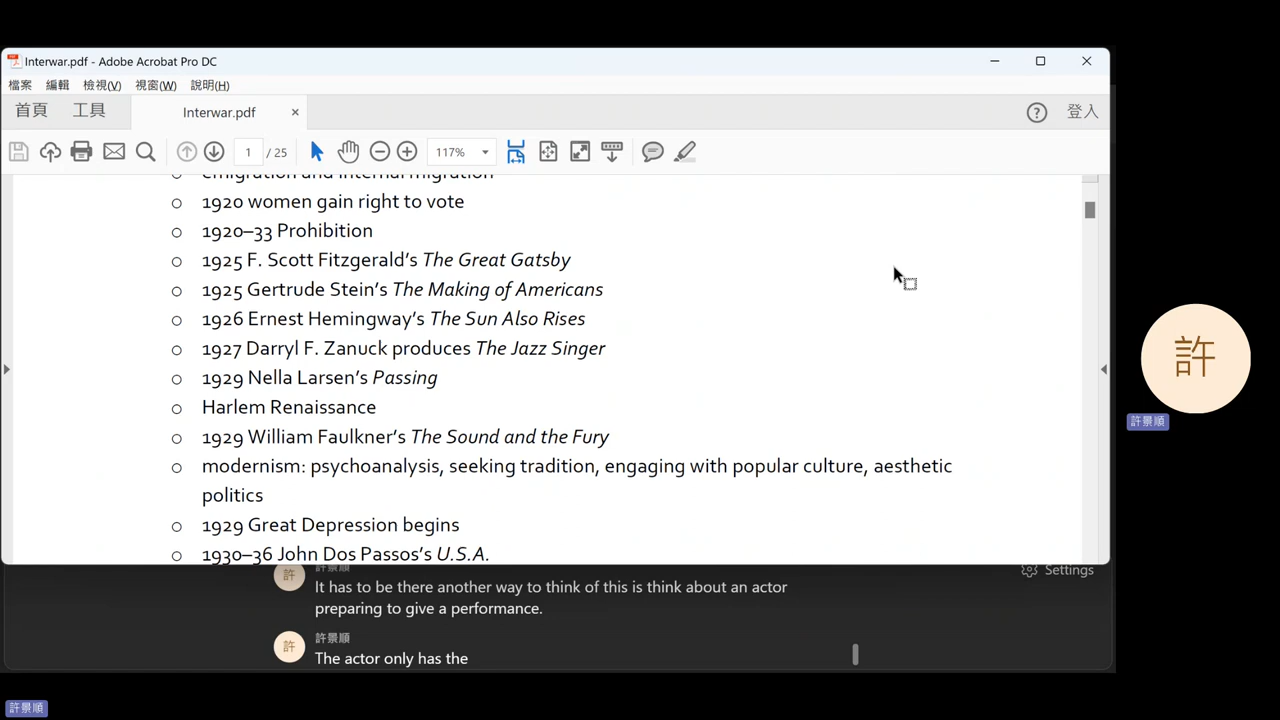 Interwar.pdf - Adobe Acrobat Pro DC
檔案 編輯 檢視(V) 視窗(W) 說明(H)
首頁 工具 Interwar.pdf × ? 登入
1 / 25 117%
emigration and internal migration
○ 1920 women gain right to vote
○ 1920–33 Prohibition
○ 1925 F. Scott Fitzgerald’s The Great Gatsby
○ 1925 Gertrude Stein’s The Making of Americans
○ 1926 Ernest Hemingway’s The Sun Also Rises
○ 1927 Darryl F. Zanuck produces The Jazz Singer
○ 1929 Nella Larsen’s Passing
○ Harlem Renaissance
○ 1929 William Faulkner’s The Sound and the Fury
○ modernism: psychoanalysis, seeking tradition, engaging with popular culture, aesthetic
politics
○ 1929 Great Depression begins
○ 1930–36 John Dos Passos’s U.S.A.
許
許景順
許景順
Settings
許
It has to be there another way to think of this is think about an actor
preparing to give a performance.
許景順
許
The actor only has the
許景順